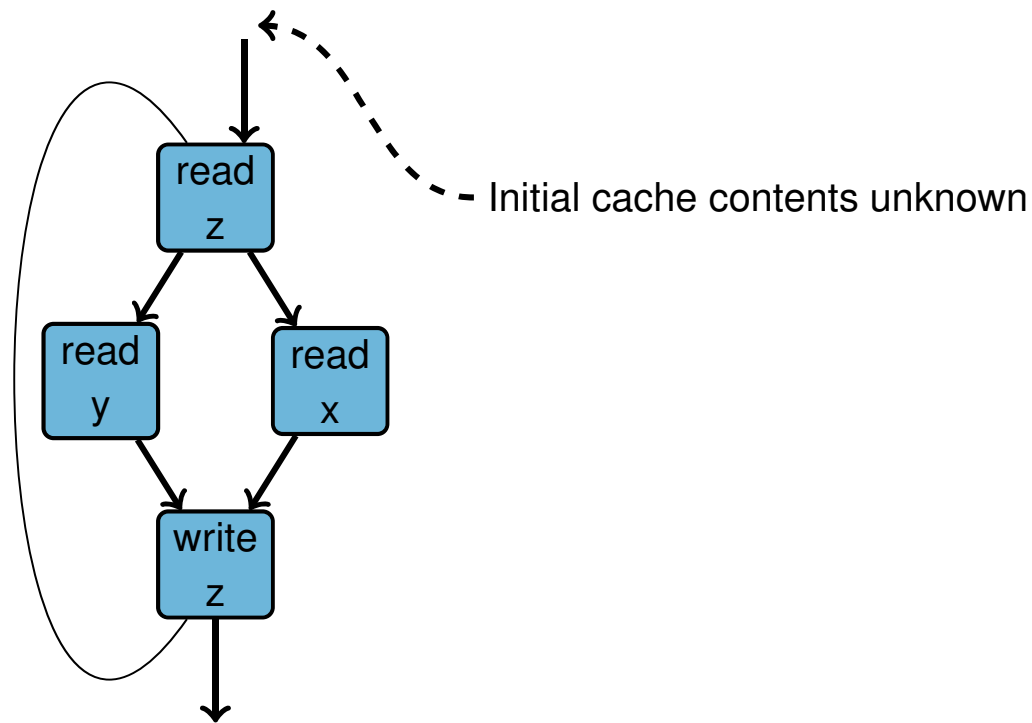 read
z
Initial cache contents unknown
read
y
read
x
write
z